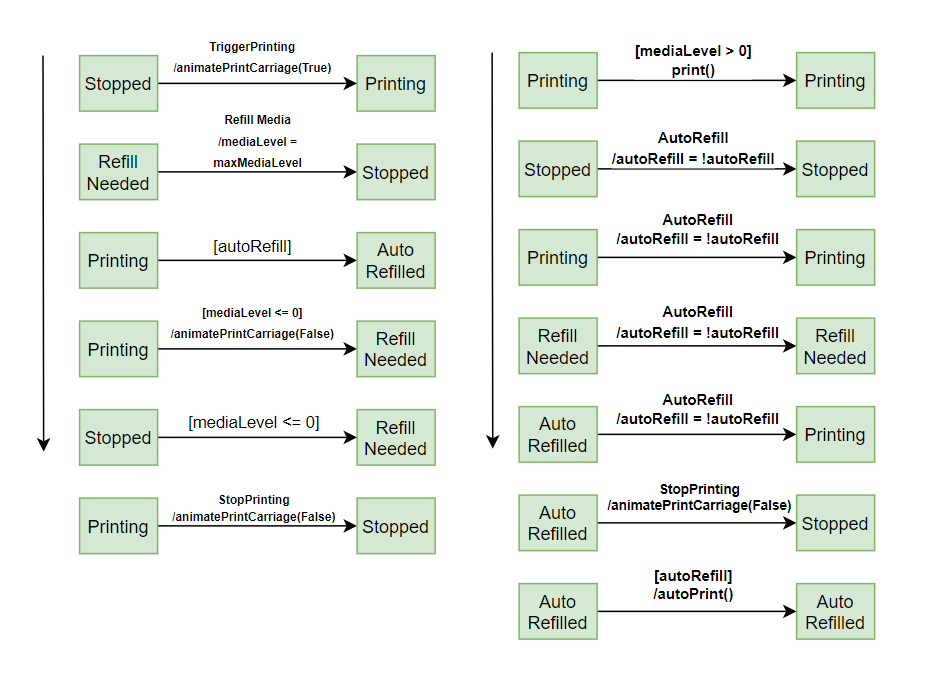 TriggerPrinting
/animatePrintCarriage(True)
Stopped
Printing
Refill Media
/mediaLevel =
maxMediaLevel
Refill
Needed
Stopped
[autoRefill]
Printing
Auto
Refilled
[mediaLevel <= 0]
/animatePrintCarriage(False)
Printing
Refill
Needed
[mediaLevel <= 0]
Stopped
Refill
Needed
StopPrinting
/animatePrintCarriage(False)
Printing
Stopped
[mediaLevel > 0]
print()
Printing
Printing
AutoRefill
/autoRefill = !autoRefill
Stopped
Stopped
AutoRefill
/autoRefill = !autoRefill
Printing
Printing
AutoRefill
/autoRefill = !autoRefill
Refill
Needed
Refill
Needed
AutoRefill
/autoRefill = !autoRefill
Auto
Refilled
Printing
StopPrinting
/animatePrintCarriage(False)
Auto
Refilled
Stopped
[autoRefill]
/autoPrint()
Auto
Refilled
Auto
Refilled